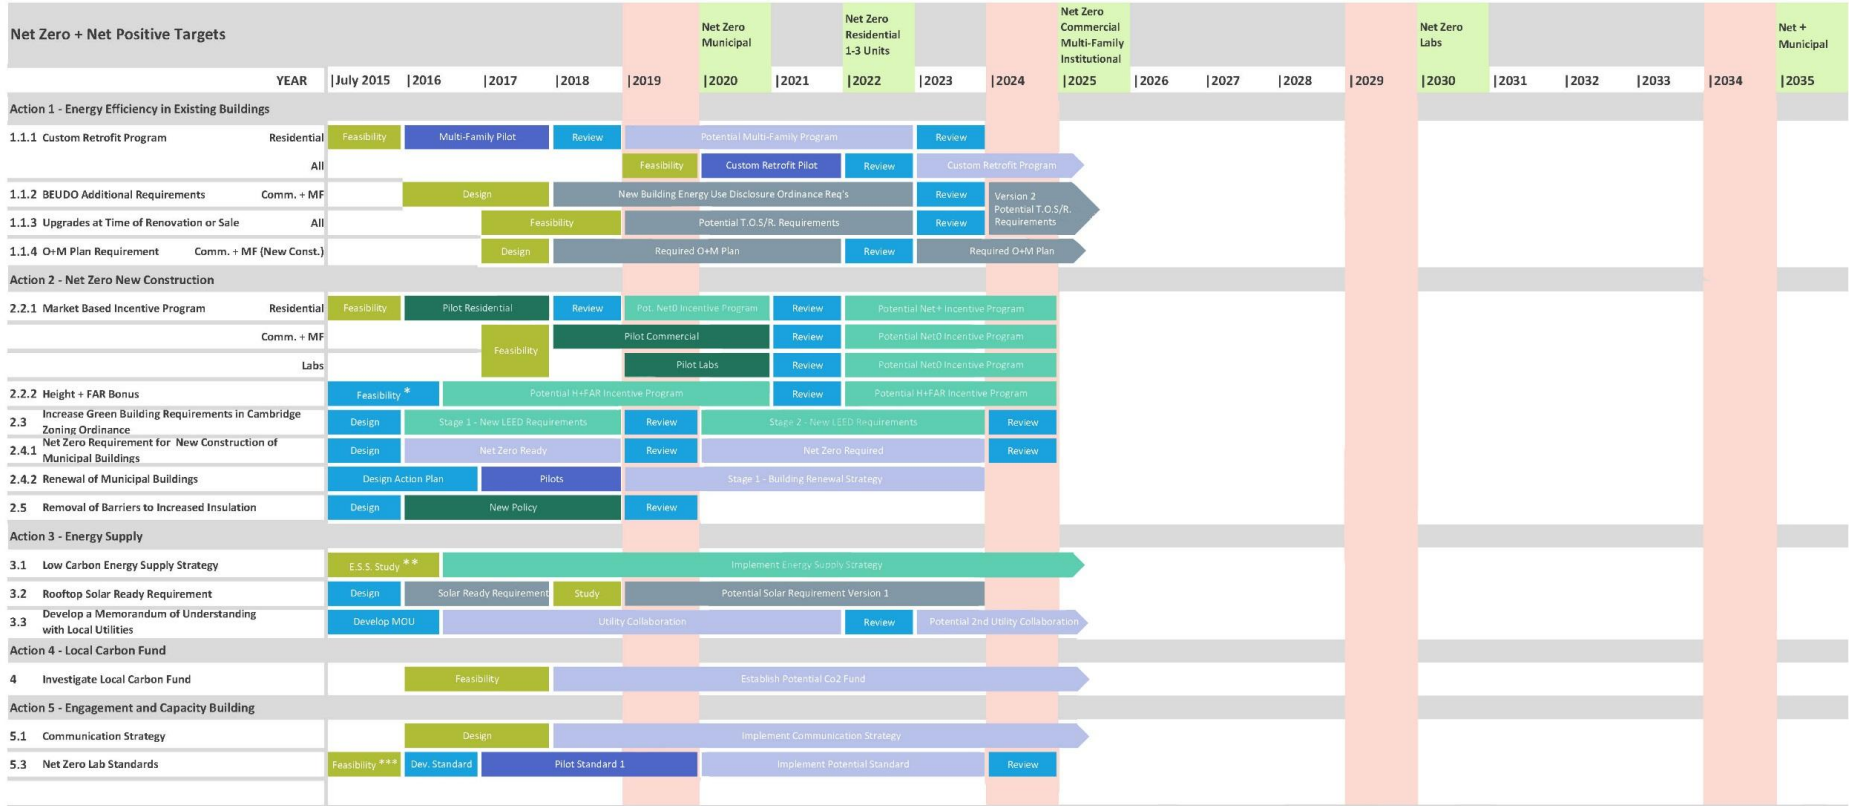 Net Zero + Net Positive Targets
Net Zero
Municipal
Net Zero
Residential
1-3 Units
Net Zero
Commercial
Multi-Family
Institutional
Net Zero
Labs
Net +
Municipal
YEAR |July 2015 |2016 |2017 |2018 |2019 |2020 |2021 |2022 |2023 |2024 |2025 |2026 |2027 |2028 |2029 |2030 |2031 |2032 |2033 |2034 |2035
Action 1 - Energy Efficiency in Existing Buildings
1.1.1 Custom Retrofit Program Residential Feasibility Multi-Family Pilot Review Potential Multi-Family Program Review
All Feasibility Custom Retrofit Pilot Review Custom Retrofit Program
1.1.2 BEUDO Additional Requirements Comm. + MF Design New Building Energy Use Disclosure Ordinance Req's Review
Version 2
Potential T.O.S/R.
Requirements
1.1.3 Upgrades at Time of Renovation or Sale All Feasibility Potential T.O.S/R. Requirements Review
1.1.4 O+M Plan Requirement Comm. + MF (New Const.) Design Required O+M Plan Review Required O+M Plan
Action 2 - Net Zero New Construction
2.2.1 Market Based Incentive Program Residential Feasibility Pilot Residential Review Pot. Net0 Incentive Program Review Potential Net+ Incentive Program
Comm. + MF Feasibility Pilot Commercial Review Potential Net0 Incentive Program
Labs Pilot Labs Review Potential Net0 Incentive Program
2.2.2 Height + FAR Bonus Feasibility * Potential H+FAR Incentive Program Review Potential H+FAR Incentive Program
2.3 Increase Green Building Requirements in Cambridge
Zoning Ordinance
Design Stage 1 - New LEED Requirements Review Stage 2 - New LEED Requirements Review
2.4.1 Net Zero Requirement for New Construction of
Municipal Buildings
Design Net Zero Ready Review Net Zero Required Review
2.4.2 Renewal of Municipal Buildings Design Action Plan Pilots Stage 1 - Building Renewal Strategy
2.5 Removal of Barriers to Increased Insulation Design New Policy Review
Action 3 - Energy Supply
3.1 Low Carbon Energy Supply Strategy E.S.S. Study ** Implement Energy Supply Strategy
3.2 Rooftop Solar Ready Requirement Design Solar Ready Requirement Study Potential Solar Requirement Version 1
3.3 Develop a Memorandum of Understanding
with Local Utilities
Develop MOU Utility Collaboration Review Potential 2nd Utility Collaboration
Action 4 - Local Carbon Fund
4 Investigate Local Carbon Fund Feasibility Establish Potential Co2 Fund
Action 5 - Engagement and Capacity Building
5.1 Communication Strategy Design Implement Communication Strategy
5.3 Net Zero Lab Standards Feasibility *** Dev. Standard Pilot Standard 1 Implement Potential Standard Review